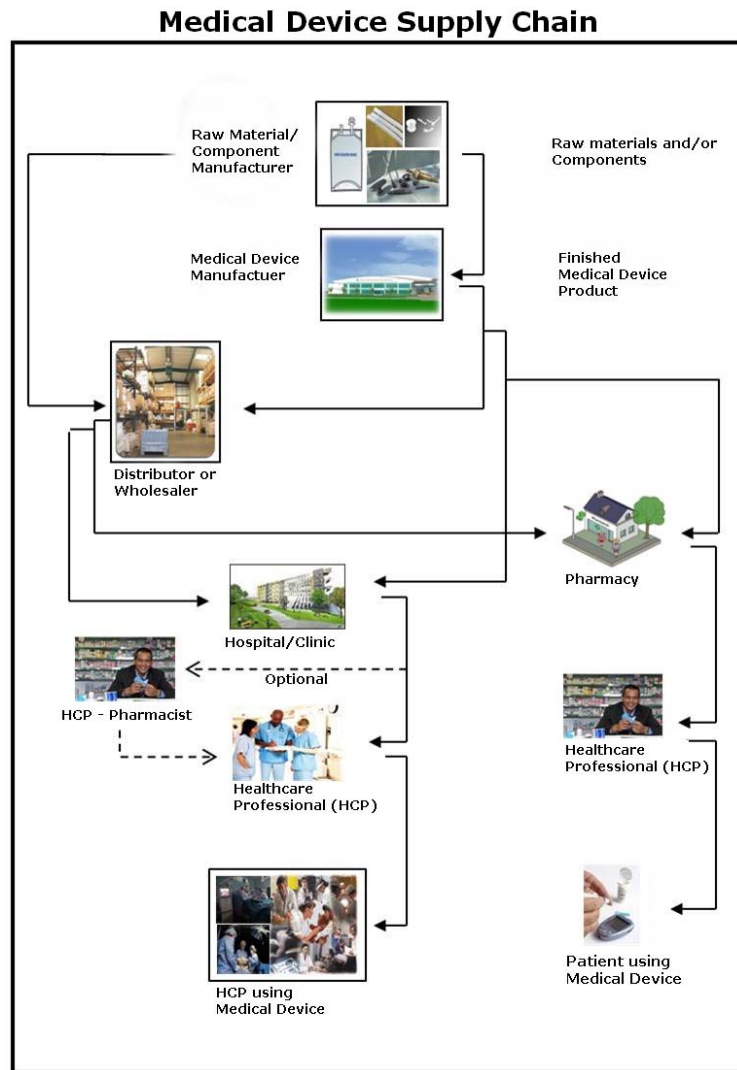 Medical Device Supply Chain
Raw Material/
Component
Manufacturer
Raw materials and/or
Components
Medical Device
Manufactuer
Finished
Medical Device
Product
Distributor or
Wholesaler
Pharmacy
Hospital/Clinic
Optional
HCP - Pharmacist
Healthcare
Professional (HCP)
Healthcare
Professional (HCP)
HCP using
Medical Device
Patient using
Medical Device